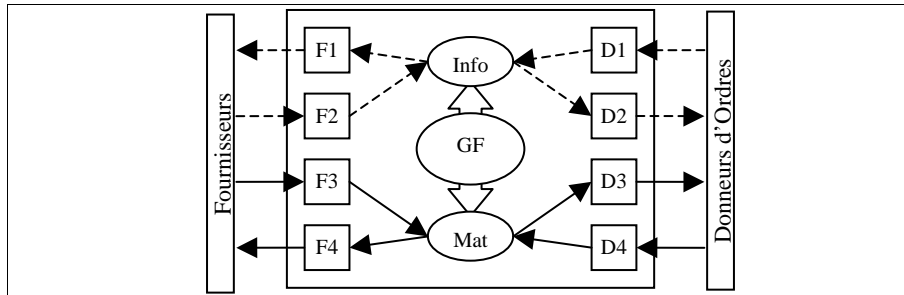 Fournisseurs
F1
F2
F3
F4
Info
GF
Mat
D1
D2
D3
D4
Donneurs d'Ordres